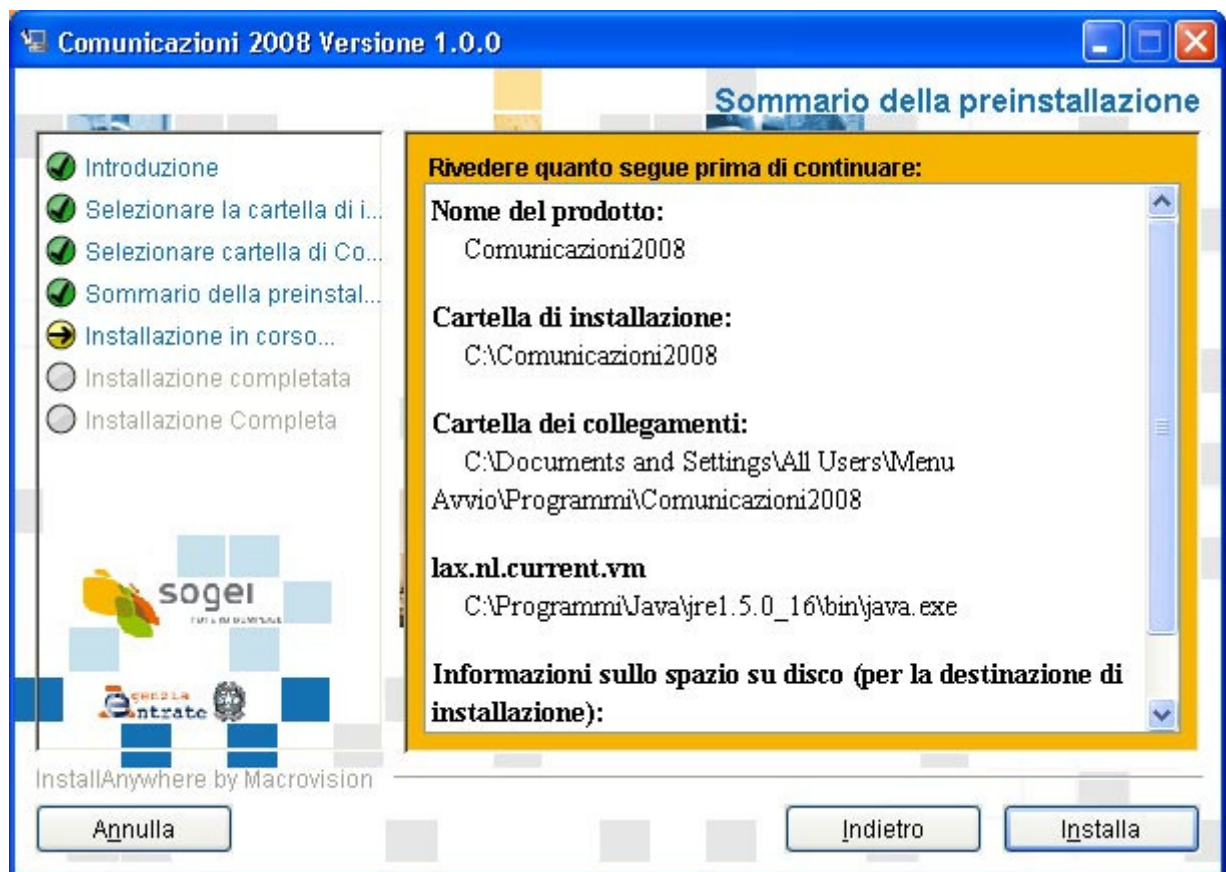 Comunicazioni 2008 Versione 1.0.0
Sommario della preinstallazione
Introduzione
Selezionare la cartella di i...
Selezionare cartella di Co...
Sommario della preinstal...
Installazione in corso...
Installazione completata
Installazione Completa
sogei
Agenzia
Entrate
Rivedere quanto segue prima di continuare:
Nome del prodotto:
Comunicazioni2008
Cartella di installazione:
C:\Comunicazioni2008
Cartella dei collegamenti:
C:\Documents and Settings\All Users\Menu
Avvio\Programmi\Comunicazioni2008
lax.nl.current.vm
C:\Programmi\Java\jre1.5.0_16\bin\java.exe
Informazioni sullo spazio su disco (per la destinazione di
installazione):
InstallAnywhere by Macrovision
Annulla
Indietro
Installa